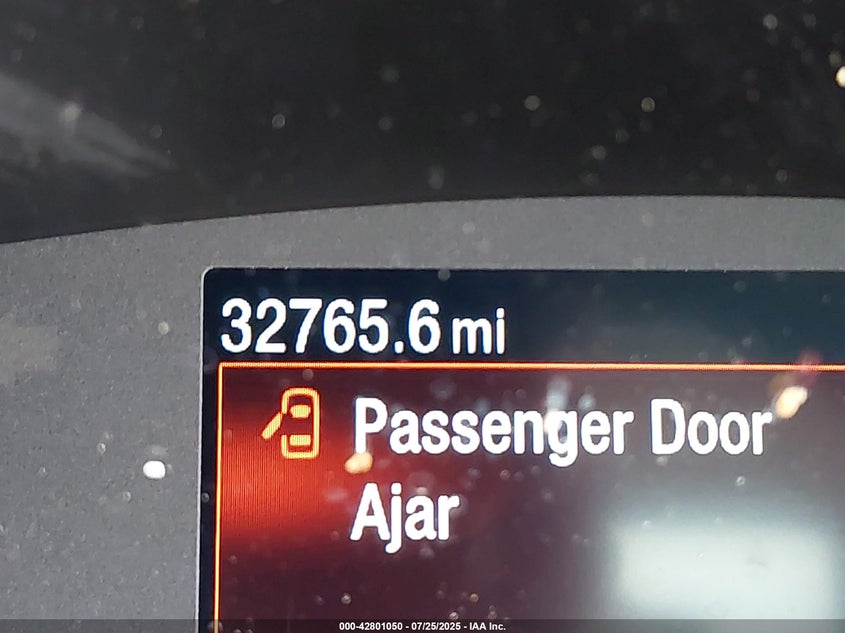 32765.6 mi
Passenger Door
Ajar
000-42801050 - 07/25/2025 - IAA Inc.